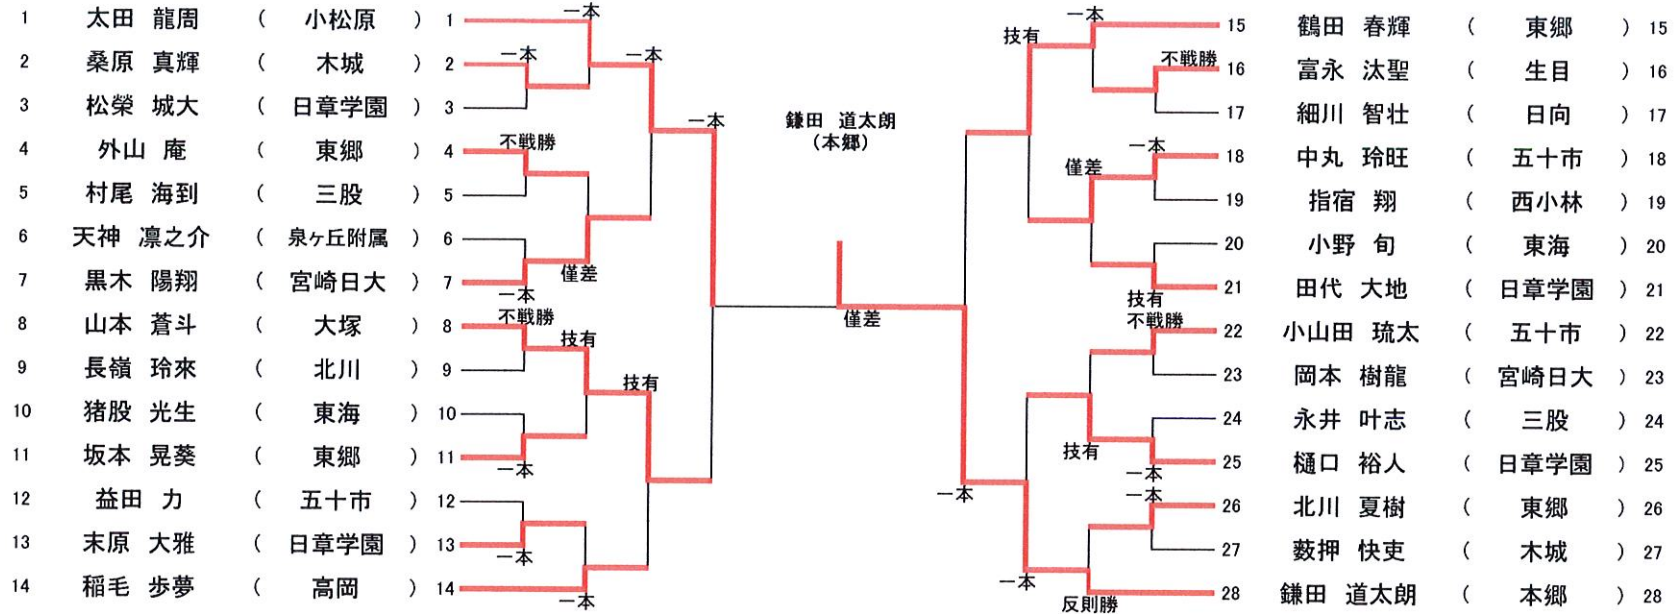 1 太田 龍周 ( 小松原 ) 1
2 桑原 真輝 ( 木城 ) 2
3 松榮 城大 ( 日章学園 ) 3
4 外山 庵 ( 東郷 ) 4
5 村尾 海到 ( 三股 ) 5
6 天神 凛之介 ( 泉ヶ丘附属 ) 6
7 黒木 陽翔 ( 宮崎日大 ) 7
8 山本 蒼斗 ( 大塚 ) 8
9 長嶺 玲來 ( 北川 ) 9
10 猪股 光生 ( 東海 ) 10
11 坂本 晃葵 ( 東郷 ) 11
12 益田 力 ( 五十市 ) 12
13 末原 大雅 ( 日章学園 ) 13
14 稲毛 歩夢 ( 高岡 ) 14
一本
一本
一本
不戦勝
僅差
一本
不戦勝
技有
一本
技有
一本
一本
一本
鎌田 道太朗
(本郷)
僅差
一本
技有
不戦勝
一本
僅差
技有
不戦勝
技有
一本
一本
一本
一本
反則勝
15 鶴田 春輝 ( 東郷 ) 15
16 富永 汰聖 ( 生目 ) 16
17 細川 智壮 ( 日向 ) 17
18 中丸 玲旺 ( 五十市 ) 18
19 指宿 翔 ( 西小林 ) 19
20 小野 旬 ( 東海 ) 20
21 田代 大地 ( 日章学園 ) 21
22 小山田 琉太 ( 五十市 ) 22
23 岡本 樹龍 ( 宮崎日大 ) 23
24 永井 叶志 ( 三股 ) 24
25 樋口 裕人 ( 日章学園 ) 25
26 北川 夏樹 ( 東郷 ) 26
27 薮押 快吏 ( 木城 ) 27
28 鎌田 道太朗 ( 本郷 ) 28